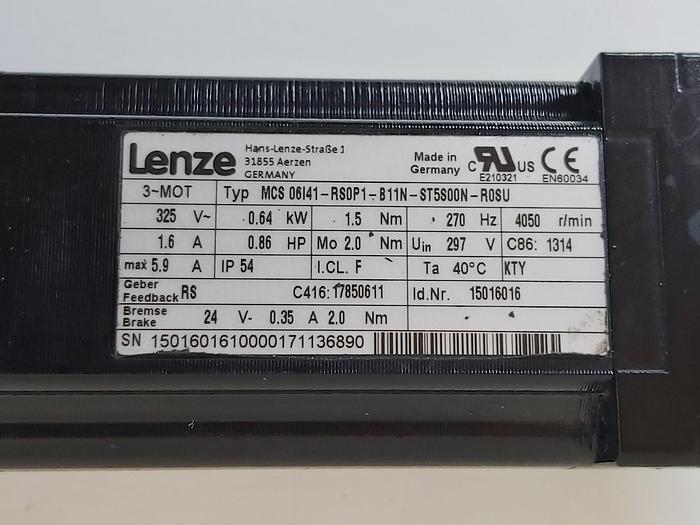 Lenze Hans-Lenze-Straße 1
31855 Aerzen
GERMANY
Made in
Germany
c RU US
E210321
CE
EN60034
3~MOT Typ MCS 06I41-RS0P1-B11N-ST5S00N-R0SU
325 V~ 0.64 kW 1.5 Nm 270 Hz 4050 r/min
1.6 A 0.86 HP Mo 2.0 Nm Uin 297 V C86: 1314
max 5.9 A IP 54 I.CL. F Ta 40°C KTY
Geber
Feedback RS C416:17850611 Id.Nr. 15016016
Bremse
Brake 24 V- 0.35 A 2.0 Nm
SN 1501601610000171136890